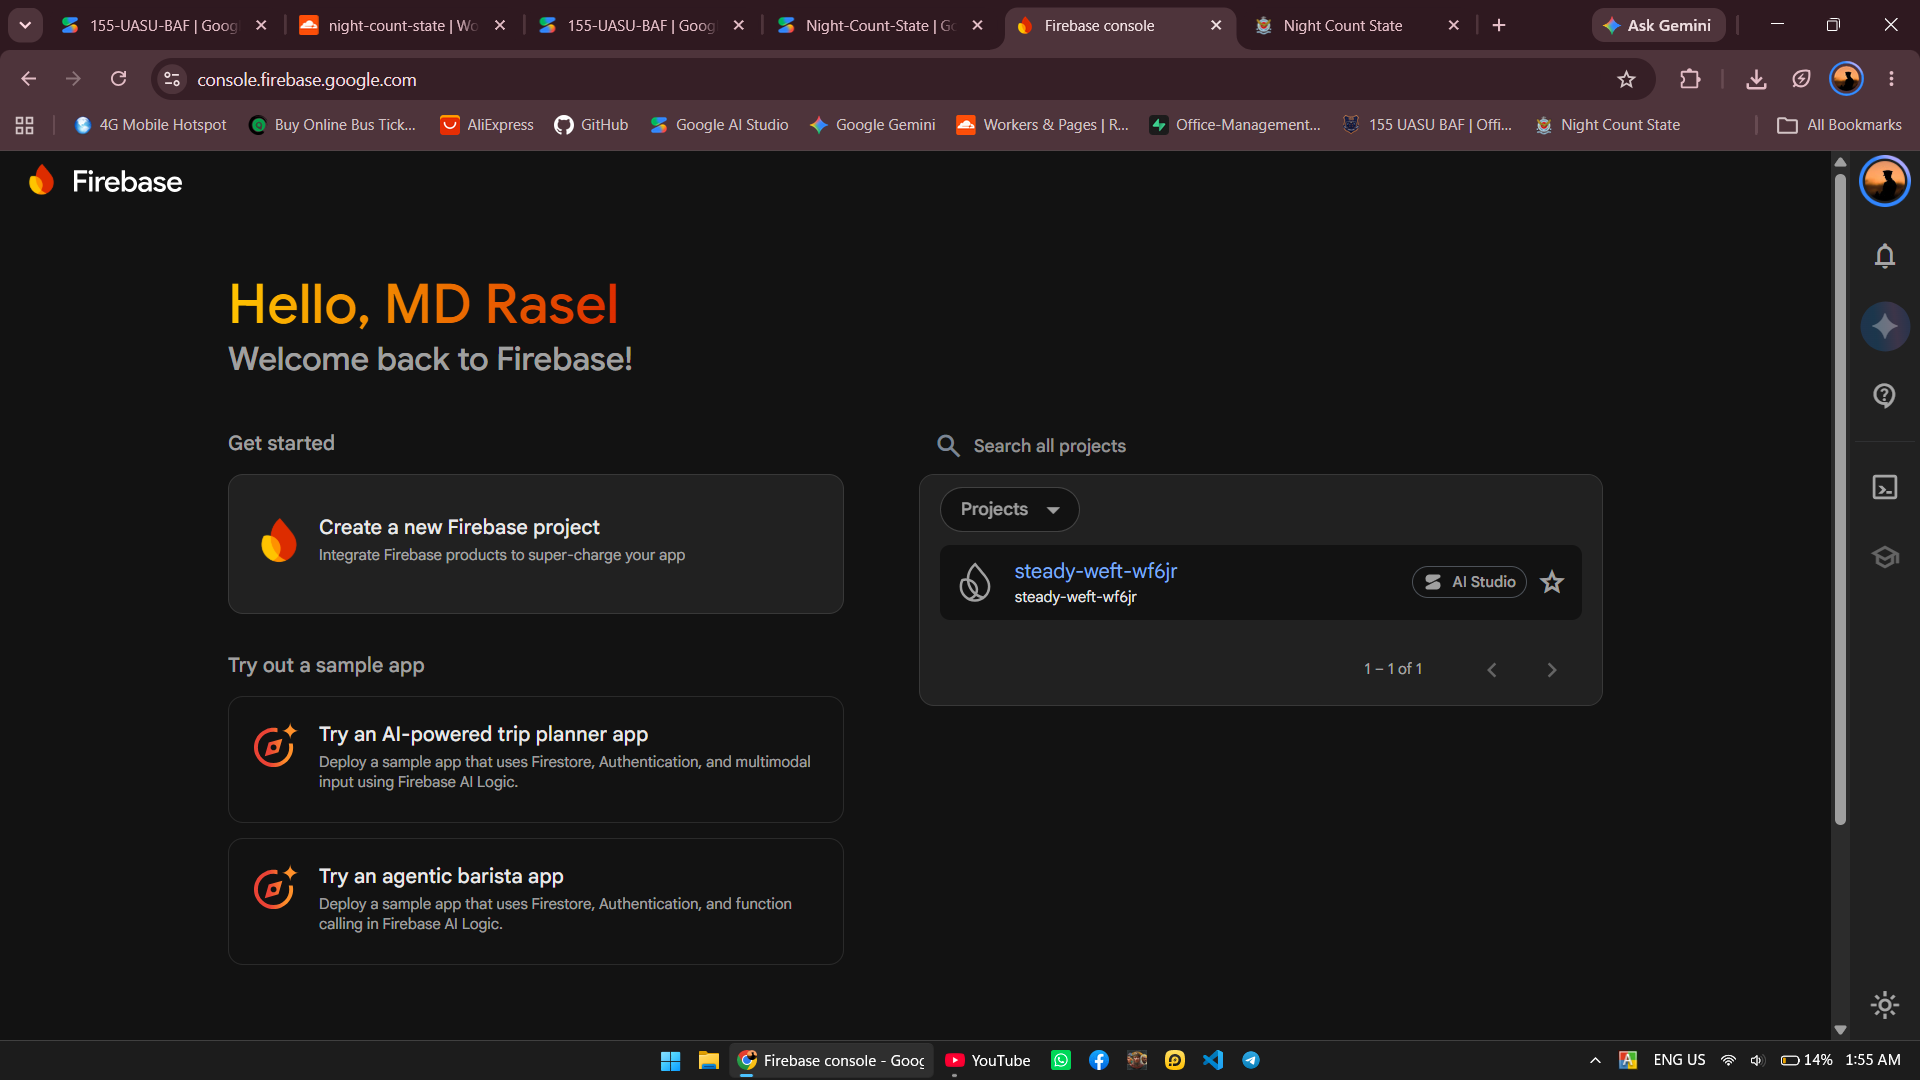 155-UASU-BAF | Goog
night-count-state | Wo
155-UASU-BAF | Goog
Night-Count-State | Go
Firebase console
Night Count State
Ask Gemini
console.firebase.google.com
4G Mobile Hotspot
Buy Online Bus Tick...
AliExpress
GitHub
Google AI Studio
Google Gemini
Workers & Pages | R...
Office-Management...
155 UASU BAF | Offi...
Night Count State
All Bookmarks
Firebase
Hello, MD Rasel
Welcome back to Firebase!
Get started
Create a new Firebase project
Integrate Firebase products to super-charge your app
Try out a sample app
Try an AI-powered trip planner app
Deploy a sample app that uses Firestore, Authentication, and multimodal
input using Firebase AI Logic.
Try an agentic barista app
Deploy a sample app that uses Firestore, Authentication, and function
calling in Firebase AI Logic.
Search all projects
Projects
steady-weft-wf6jr
steady-weft-wf6jr
AI Studio
1 – 1 of 1
Firebase console - Goog
YouTube
ENG US
14%
1:55 AM